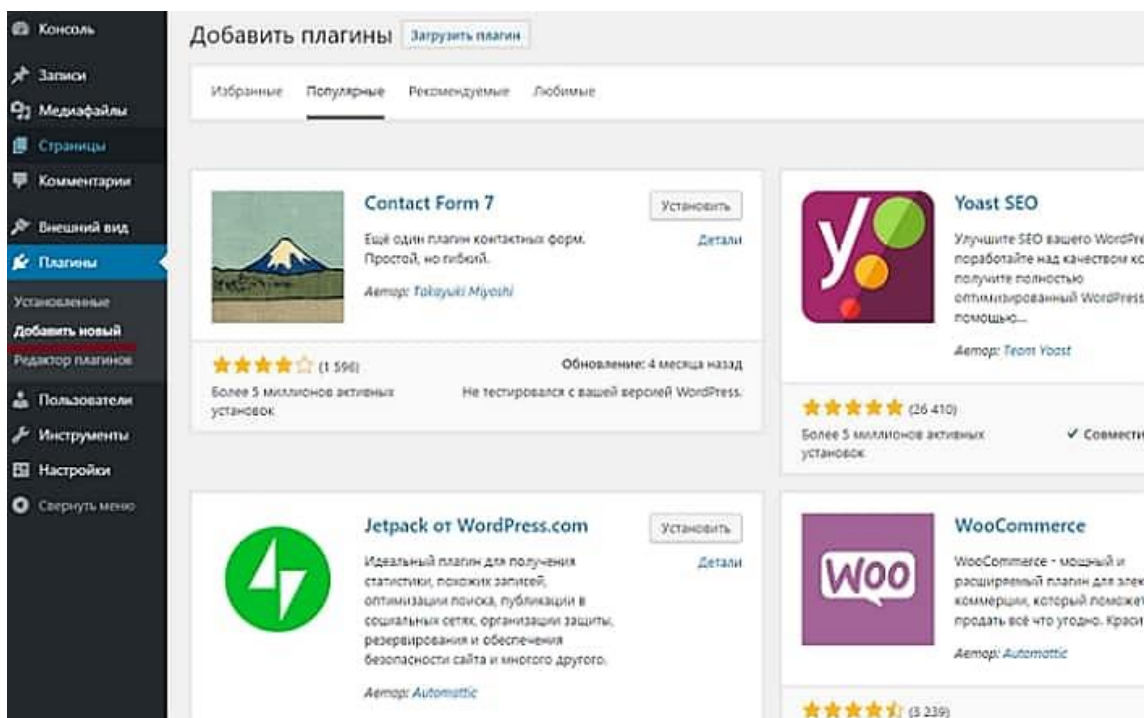 Консоль
Записи
Медиафайлы
Страницы
Комментарии
Внешний вид
Плагины
Установленные
Добавить новый
Редактор плагинов
Пользователи
Инструменты
Настройки
Свернуть меню
Добавить плагины Загрузить плагин
Избранные Популярные Рекомендуемые Любимые
Contact Form 7
Установить
Ещё один плагин контактных форм.
Простой, но гибкий.
Детали
Автор: Takayuki Miyoshi
(1 596)
Обновление: 4 месяца назад
Более 5 миллионов активных
установок
Не тестировался с вашей версией WordPress.
Yoast SEO
Улучшите SEO вашего WordPre
поработайте над качеством ко
получите полностью
оптимизированный WordPress
помощью...
Автор: Team Yoast
(26 410)
Более 5 миллионов активных
установок
Совмести
Jetpack от WordPress.com
Установить
Идеальный плагин для получения
статистики, похожих записей,
оптимизации поиска, публикации в
социальных сетях, организации защиты,
резервирования и обеспечения
безопасности сайта и многого другого.
Детали
Автор: Automattic
WOO
WooCommerce
WooCommerce - мощный и
расширяемый плагин для элек
коммерции, который поможет
продать всё что угодно. Краси
Автор: Automattic
(3 239)